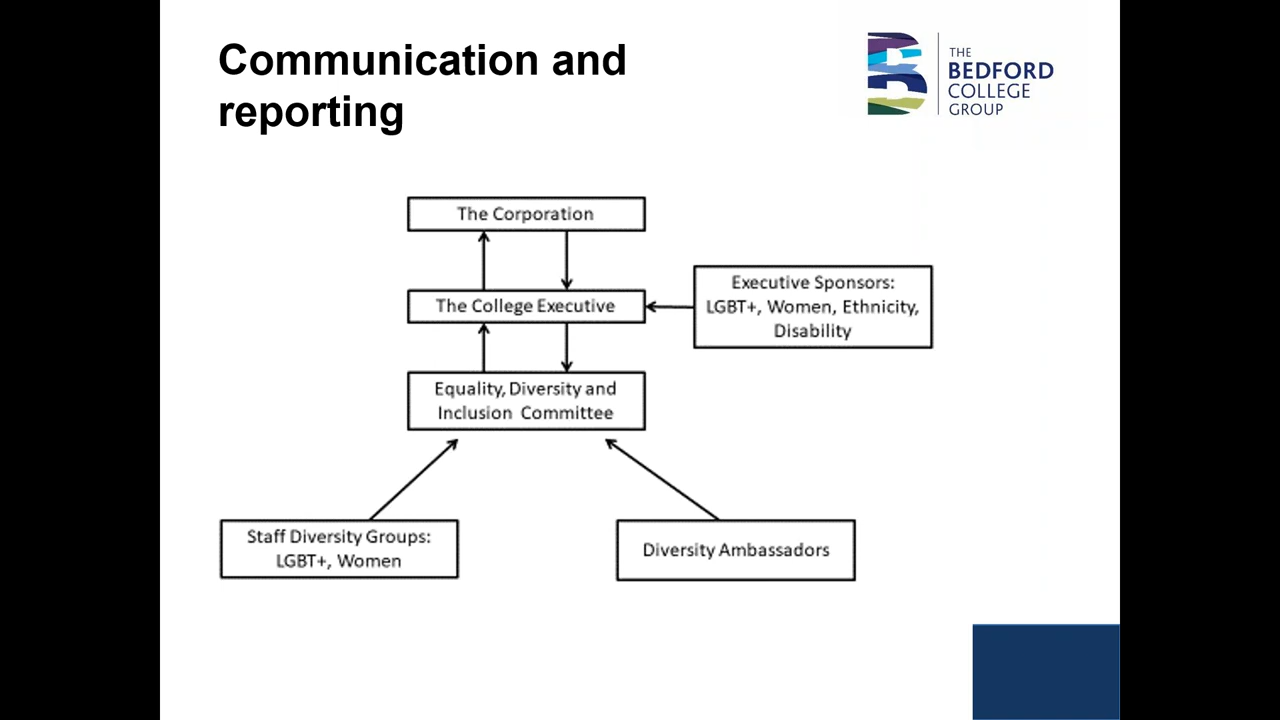 Communication and
reporting
THE
BEDFORD
COLLEGE
GROUP
The Corporation
The College Executive
Executive Sponsors:
LGBT+, Women, Ethnicity,
Disability
Equality, Diversity and
Inclusion Committee
Staff Diversity Groups:
LGBT+, Women
Diversity Ambassadors